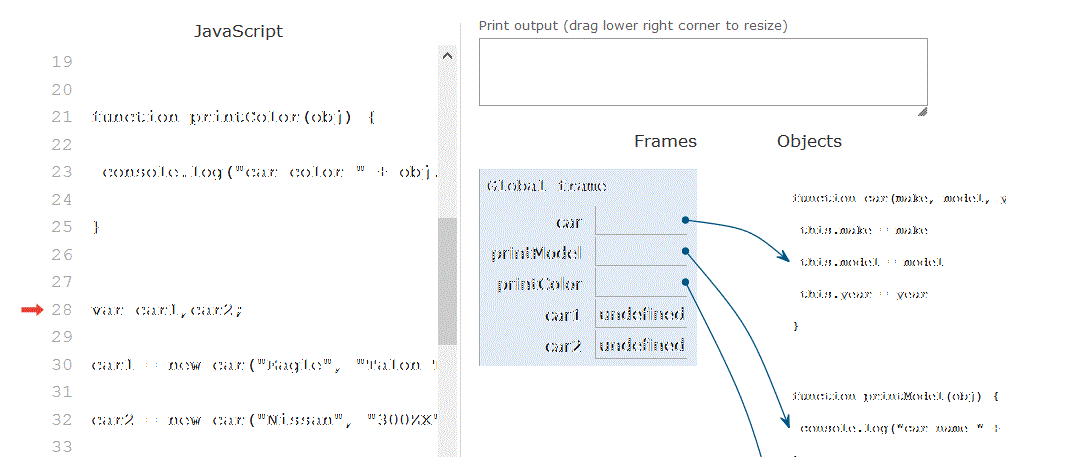 JavaScript
19
20
21 function printColor(obj) {
22
23 console.log("car color " + obj.
24
25 }
26
27
28 var car1,car2;
29
30 car1 = new car("Eagle", "Talon T
31
32 car2 = new car("Nissan", "300ZX"
33
Print output (drag lower right corner to resize)
Frames
Objects
Global frame
car
printModel
printColor
car1 undefined
car2 undefined
function car(make, model, y
this.make = make
this.model = model
this.year = year
}
function printModel(obj) {
console.log("car name " +